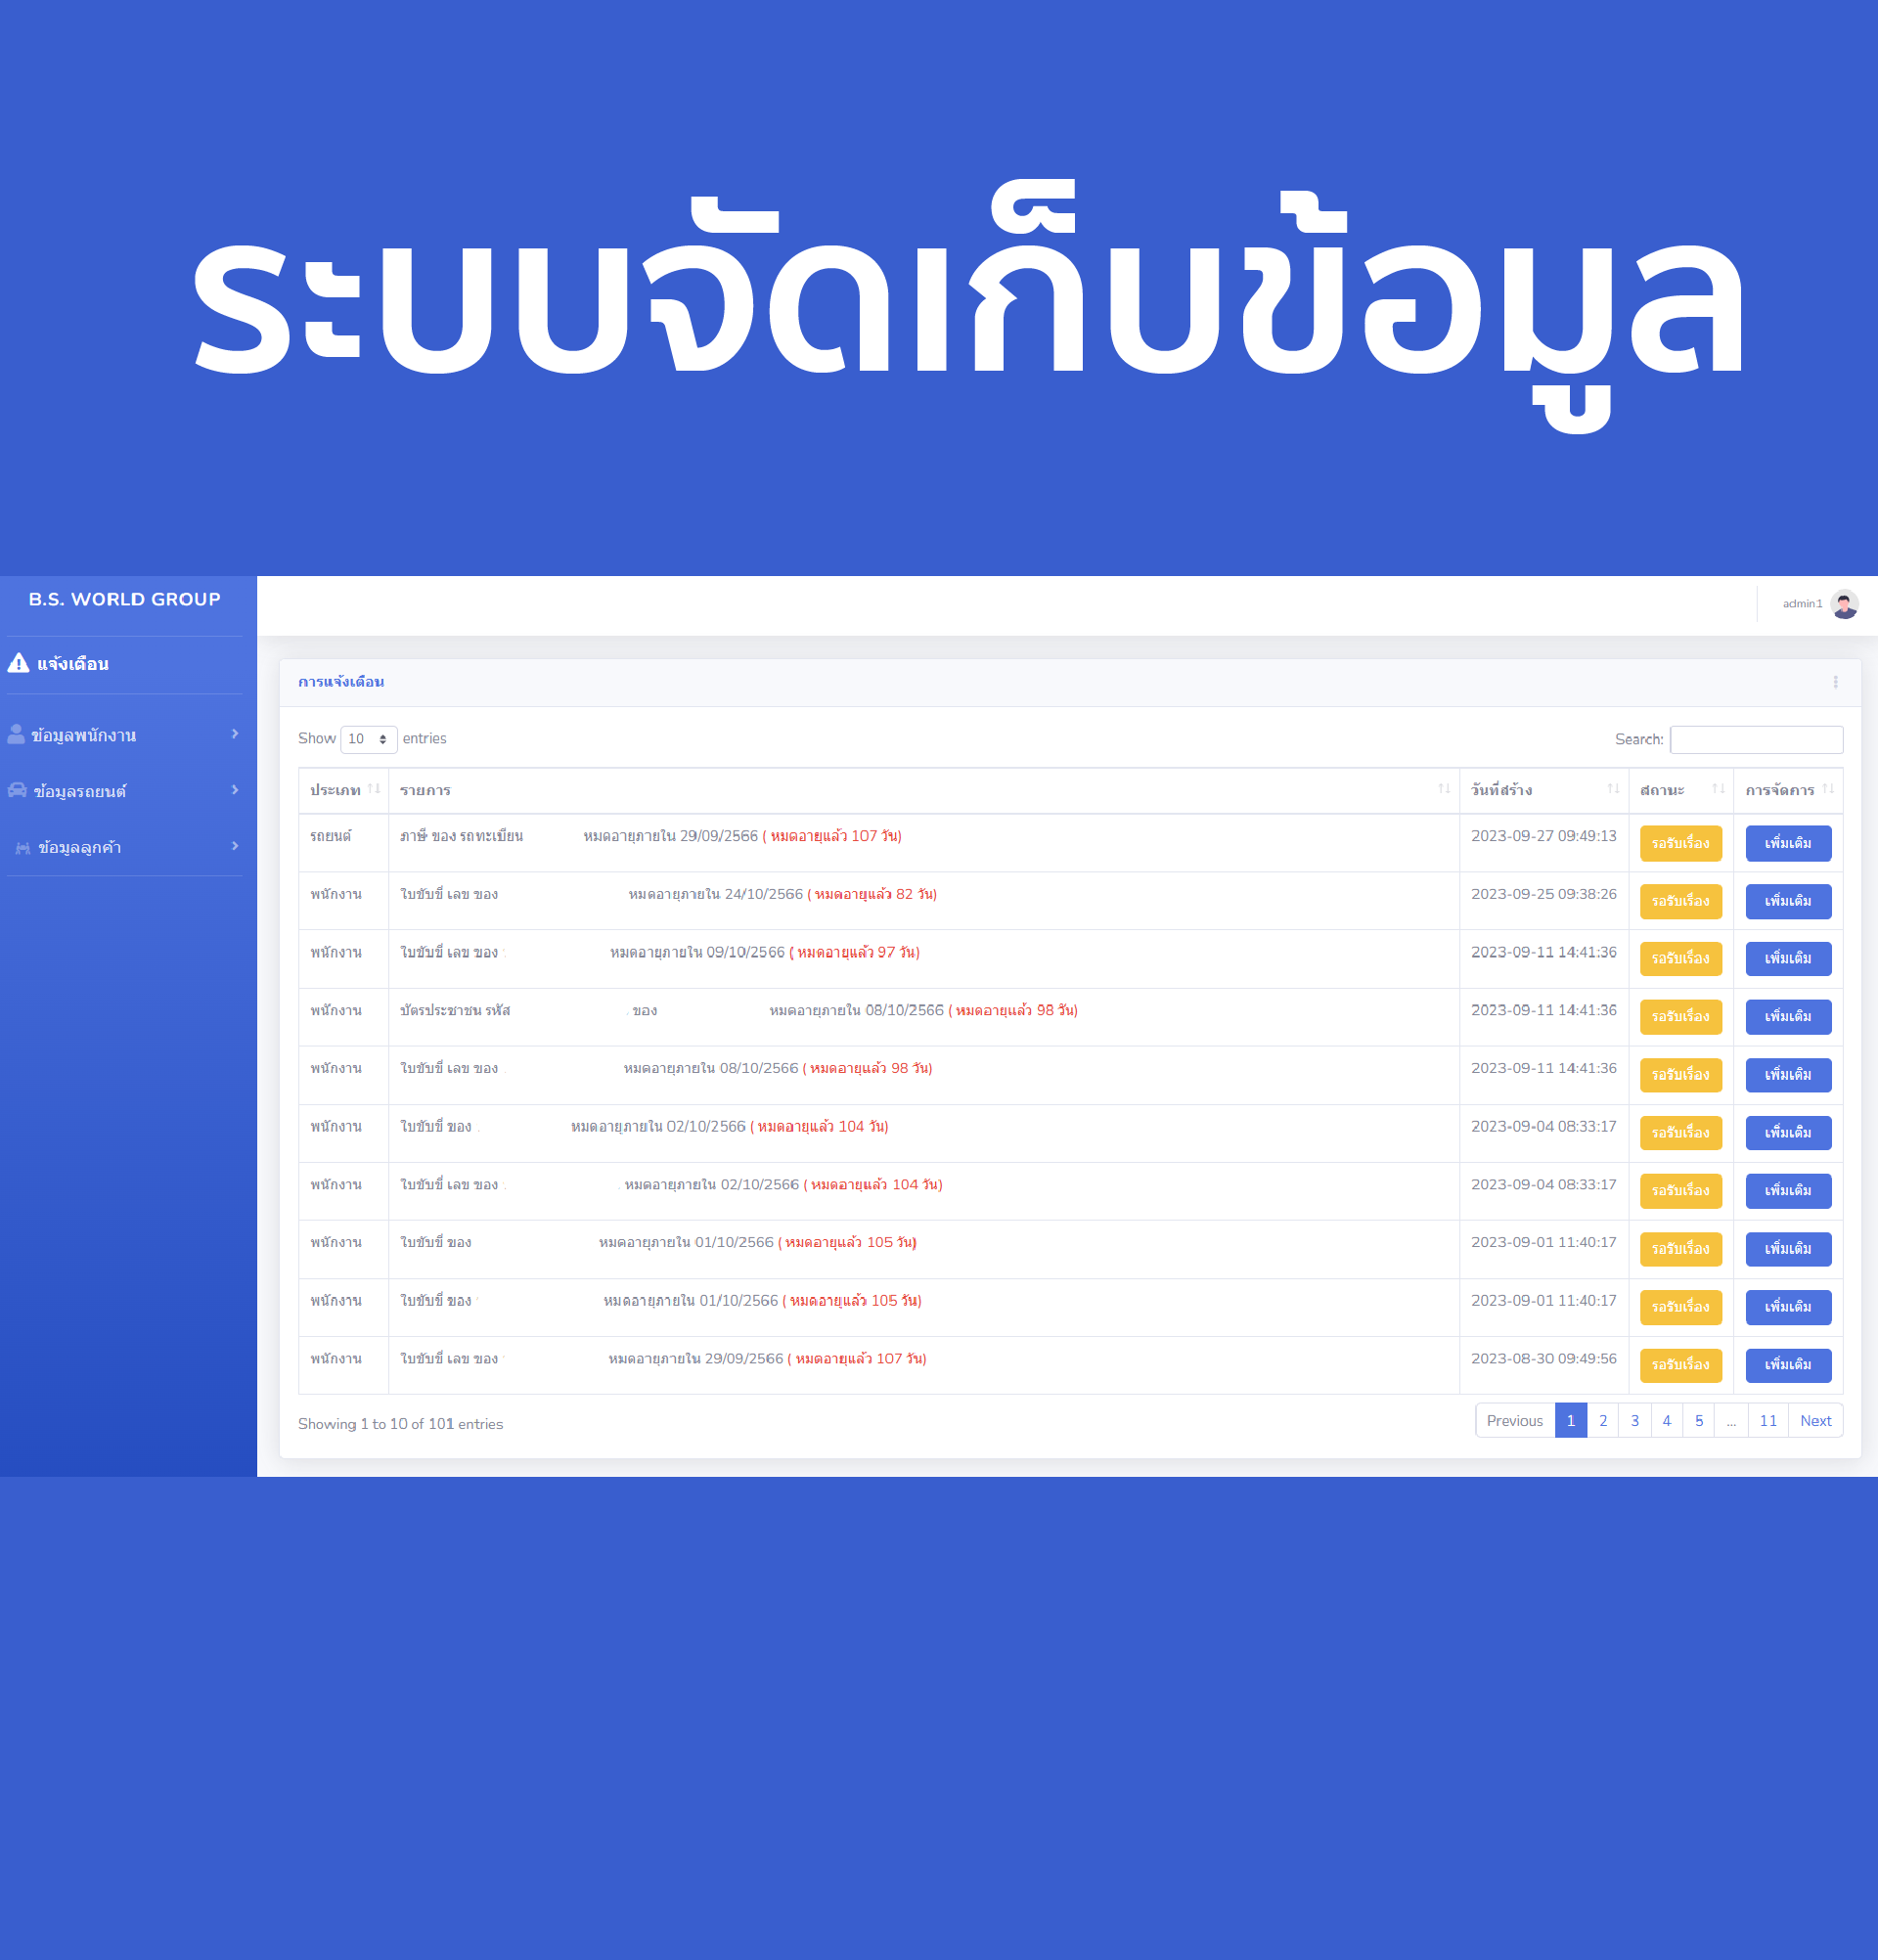 ระบบจัดเก็บข้อมูล
B.S. WORLD GROUP
admin1
แจ้งเตือน
ข้อมูลพนักงาน
ข้อมูลรถยนต์
ข้อมูลลูกค้า
การแจ้งเตือน
Show 10 entries
Search:
ประเภท รายการ วันที่สร้าง สถานะ การจัดการ
รถยนต์ ภาษี ของ รถทะเบียน หมดอายุภายใน 29/09/2566 ( หมดอายุแล้ว 107 วัน) 2023-09-27 09:49:13 รอรับเรื่อง เพิ่มเติม
พนักงาน ใบขับขี่ เลข ของ หมดอายุภายใน 24/10/2566 ( หมดอายุแล้ว 82 วัน) 2023-09-25 09:38:26 รอรับเรื่อง เพิ่มเติม
พนักงาน ใบขับขี่ เลข ของ หมดอายุภายใน 09/10/2566 ( หมดอายุแล้ว 97 วัน) 2023-09-11 14:41:36 รอรับเรื่อง เพิ่มเติม
พนักงาน บัตรประชาชน รหัส ของ หมดอายุภายใน 08/10/2566 ( หมดอายุแล้ว 98 วัน) 2023-09-11 14:41:36 รอรับเรื่อง เพิ่มเติม
พนักงาน ใบขับขี่ เลข ของ หมดอายุภายใน 08/10/2566 ( หมดอายุแล้ว 98 วัน) 2023-09-11 14:41:36 รอรับเรื่อง เพิ่มเติม
พนักงาน ใบขับขี่ ของ หมดอายุภายใน 02/10/2566 ( หมดอายุแล้ว 104 วัน) 2023-09-04 08:33:17 รอรับเรื่อง เพิ่มเติม
พนักงาน ใบขับขี่ เลข ของ หมดอายุภายใน 02/10/2566 ( หมดอายุแล้ว 104 วัน) 2023-09-04 08:33:17 รอรับเรื่อง เพิ่มเติม
พนักงาน ใบขับขี่ ของ หมดอายุภายใน 01/10/2566 ( หมดอายุแล้ว 105 วัน) 2023-09-01 11:40:17 รอรับเรื่อง เพิ่มเติม
พนักงาน ใบขับขี่ ของ หมดอายุภายใน 01/10/2566 ( หมดอายุแล้ว 105 วัน) 2023-09-01 11:40:17 รอรับเรื่อง เพิ่มเติม
พนักงาน ใบขับขี่ เลข ของ หมดอายุภายใน 29/09/2566 ( หมดอายุแล้ว 107 วัน) 2023-08-30 09:49:56 รอรับเรื่อง เพิ่มเติม
Showing 1 to 10 of 101 entries
Previous 1 2 3 4 5 ... 11 Next